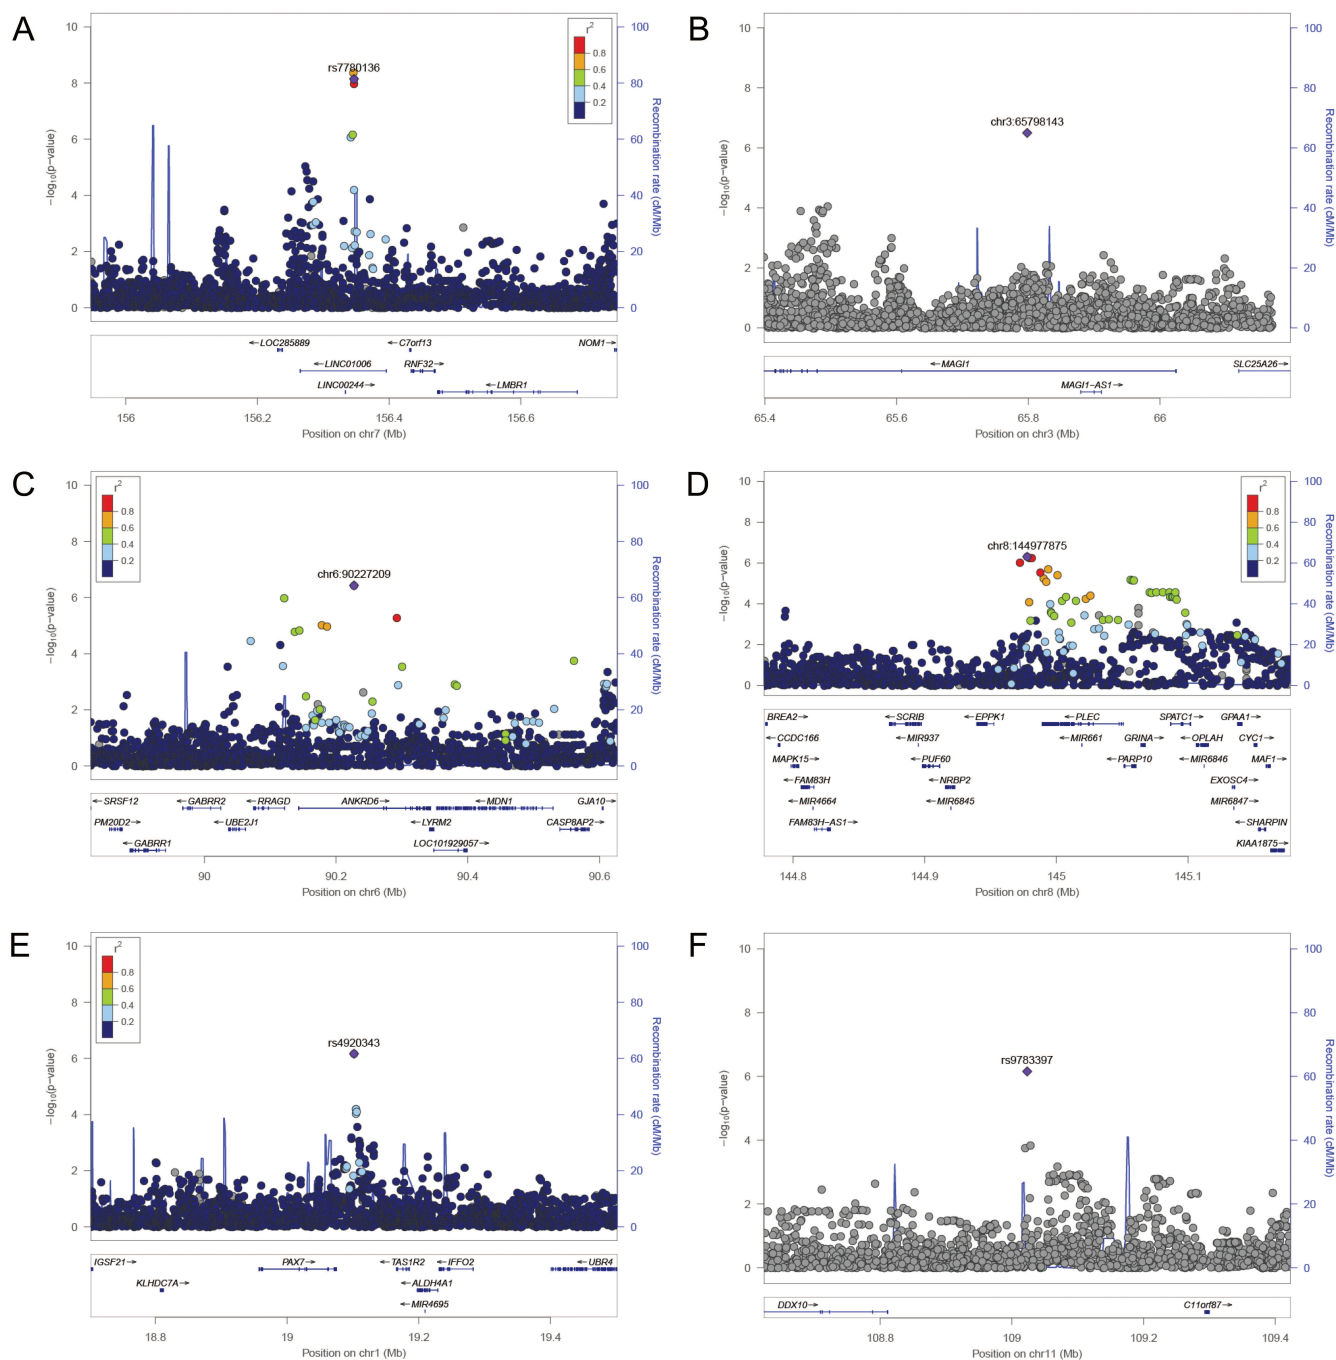 A
10
8
6
4
2
0
−log10(p−value)
100
80
60
40
20
0
Recombination rate (cM/Mb)
r2
0.8
0.6
0.4
0.2
rs7780136
←LOC285889
←C7orf13
NOM1→
←LINC01006
RNF32→
LINC00244→
←LMBR1
156
156.2
156.4
156.6
Position on chr7 (Mb)
B
10
8
6
4
2
0
−log10(p−value)
100
80
60
40
20
0
Recombination rate (cM/Mb)
chr3:65798143
←MAGI1
SLC25A26→
MAGI1−AS1→
65.4
65.6
65.8
66
Position on chr3 (Mb)
C
10
8
6
4
2
0
−log10(p−value)
100
80
60
40
20
0
Recombination rate (cM/Mb)
r2
0.8
0.6
0.4
0.2
chr6:90227209
←SRSF12
←GABRR2
←RRAGD
ANKRD6→
←MDN1
GJA10→
PM20D2→
←UBE2J1
←LYRM2
CASP8AP2→
←GABRR1
LOC101929057→
90
90.2
90.4
90.6
Position on chr6 (Mb)
D
10
8
6
4
2
0
−log10(p−value)
100
80
60
40
20
0
Recombination rate (cM/Mb)
r2
0.8
0.6
0.4
0.2
chr8:144977875
←BREA2
←SCRIB
←EPPK1
←PLEC
SPATC1→
GPAA1→
←CCDC166
←MIR937
←MIR661
GRINA→
←OPLAH
CYC1→
MAPK15→
←PUF60
←PARP10
←MIR6846
MAF1→
←FAM83H
←NRBP2
EXOSC4→
←MIR4664
←MIR6845
MIR6847→
FAM83H−AS1→
←SHARPIN
KIAA1875→
144.8
144.9
145
145.1
Position on chr8 (Mb)
E
10
8
6
4
2
0
−log10(p−value)
100
80
60
40
20
0
Recombination rate (cM/Mb)
r2
0.8
0.6
0.4
0.2
rs4920343
IGSF21→
PAX7→
←TAS1R2
←IFFO2
←UBR4
KLHDC7A→
←ALDH4A1
←MIR4695
18.8
19
19.2
19.4
Position on chr1 (Mb)
F
10
8
6
4
2
0
−log10(p−value)
100
80
60
40
20
0
Recombination rate (cM/Mb)
rs9783397
DDX10→
C11orf87→
108.8
109
109.2
109.4
Position on chr11 (Mb)